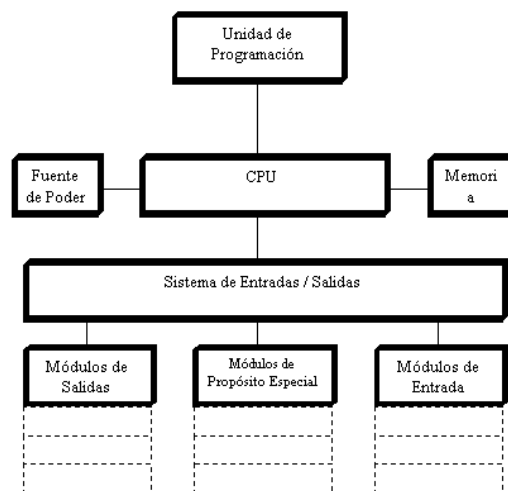 Unidad de
Programación
Fuente
de Poder
CPU
Memori
a
Sistema de Entradas / Salidas
Módulos de
Salidas
Módulos de
Propósito Especial
Módulos de
Entrada